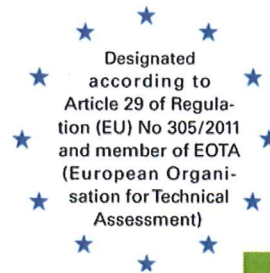 Designated
according to
Article 29 of Regula-
tion (EU) No 305/2011
and member of EOTA
(European Organi-
sation for Technical
Assessment)